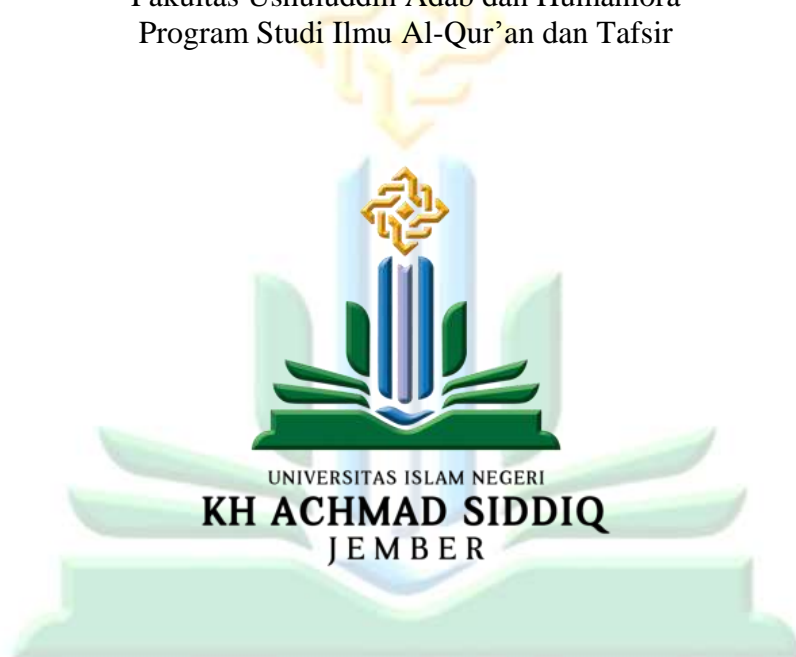 Fakultas Ushuluddin Adab dan Humaniora
Program Studi Ilmu Al-Qur’an dan Tafsir
UNIVERSITAS ISLAM NEGERI
KH ACHMAD SIDDIQ
JEMBER